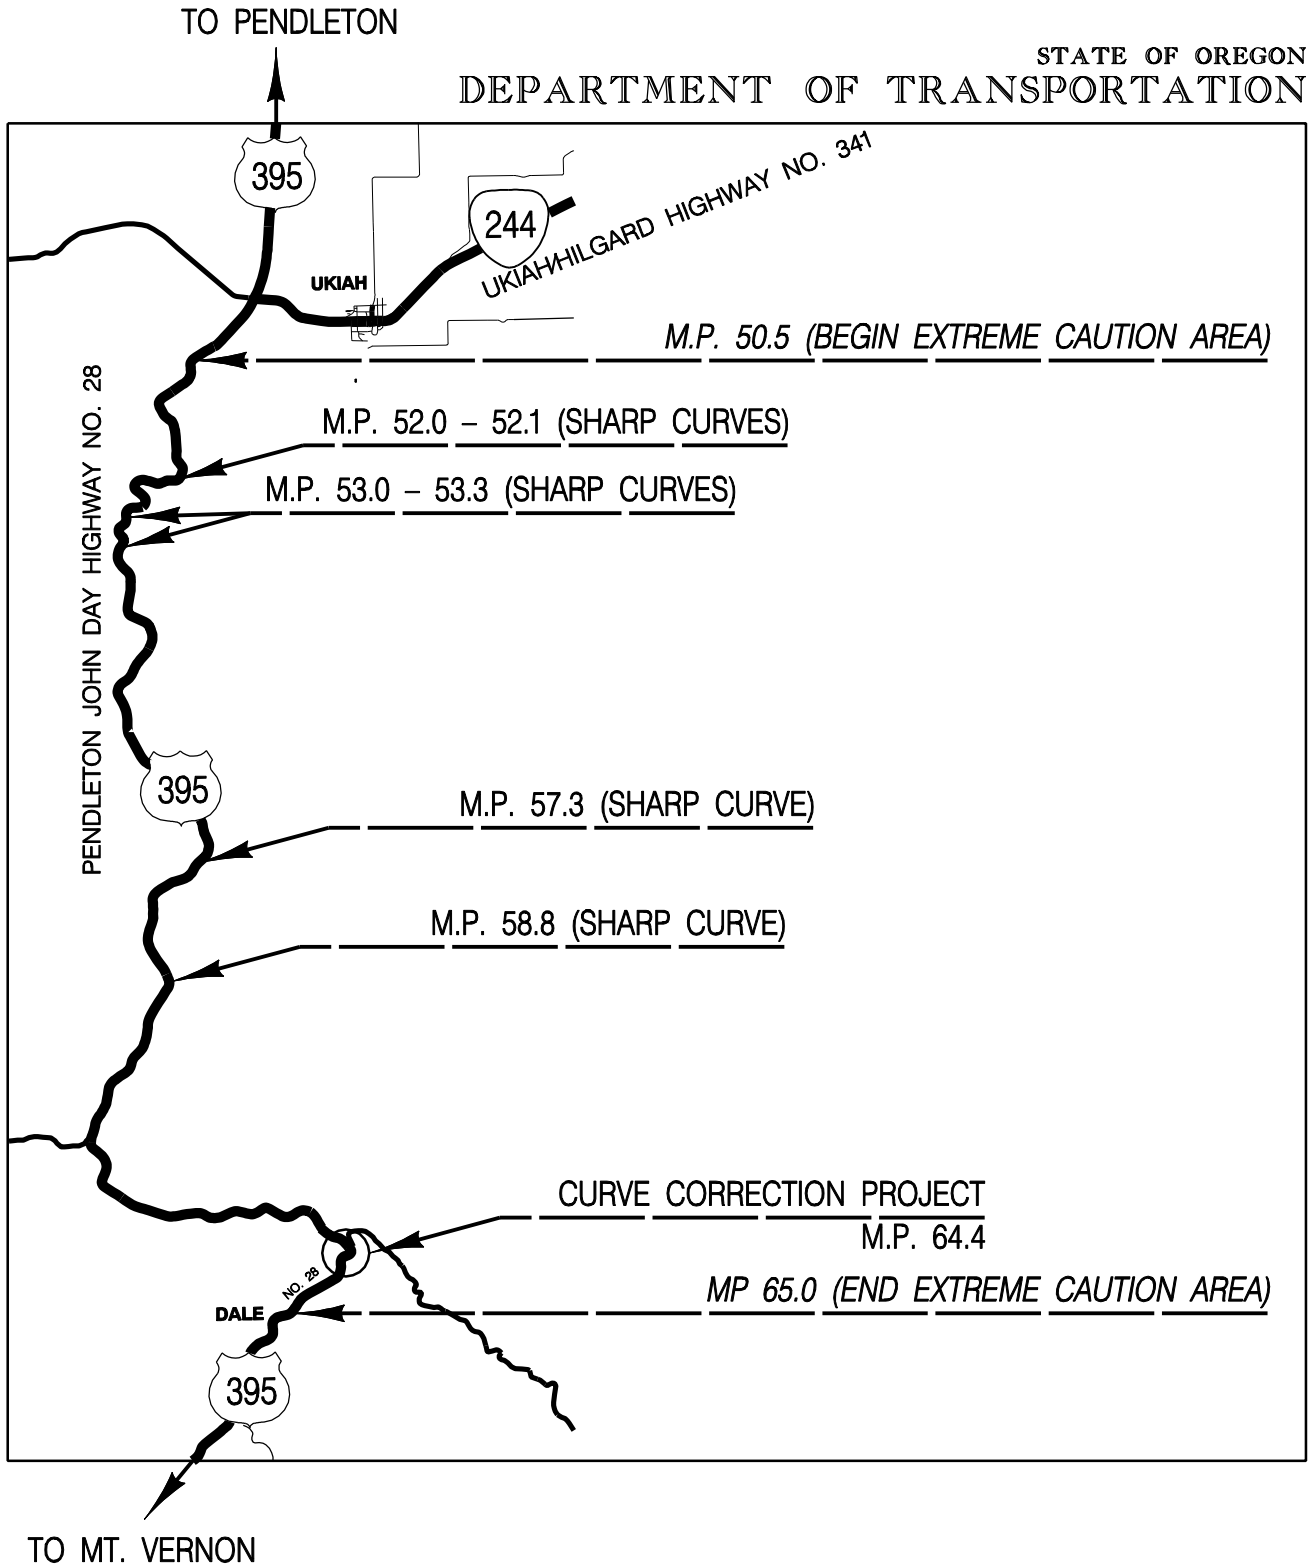 TO PENDLETON
STATE OF OREGON
DEPARTMENT OF TRANSPORTATION
395
244
UKIAH/HILGARD HIGHWAY NO. 341
UKIAH
M.P. 50.5 (BEGIN EXTREME CAUTION AREA)
PENDLETON JOHN DAY HIGHWAY NO. 28
M.P. 52.0 – 52.1 (SHARP CURVES)
M.P. 53.0 – 53.3 (SHARP CURVES)
395
M.P. 57.3 (SHARP CURVE)
M.P. 58.8 (SHARP CURVE)
CURVE CORRECTION PROJECT
M.P. 64.4
NO. 28
MP 65.0 (END EXTREME CAUTION AREA)
DALE
395
TO MT. VERNON